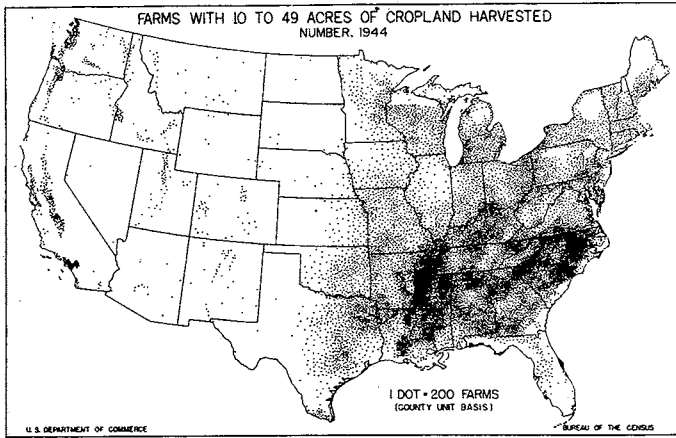 FARMS WITH 10 TO 49 ACRES OF CROPLAND HARVESTED
NUMBER, 1944
1 DOT = 200 FARMS
(COUNTY UNIT BASIS)
U. S. DEPARTMENT OF COMMERCE
BUREAU OF THE CENSUS